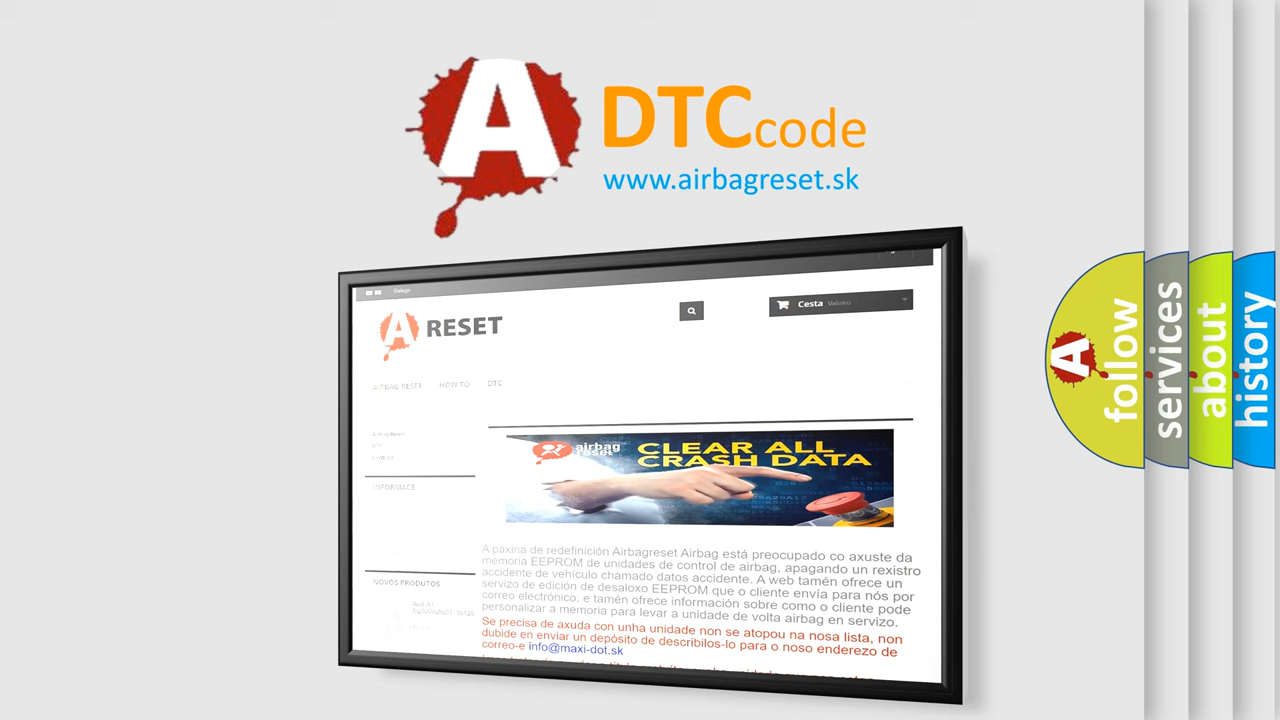 A
DTC code
www.airbagreset.sk
Galego
A RESET
Cesta Valeiro
AIRBAG RESET HOW TO DTC
INFORMACE
NOVOS PRODUTOS
airbag
reset
CLEAR ALL
CRASH DATA
A páxina de redefinición Airbagreset Airbag está preocupado co axuste da
memoria EEPROM de unidades de control de airbag, apagando un rexistro
accidente de vehículo chamado datos accidente. A web tamén ofrece un
servizo de edición de desaloxo EEPROM que o cliente envía para nós por
correo electrónico, e tamén ofrece información sobre como o cliente pode
personalizar a memoria para levar a unidade de volta airbag en servizo.
Se precisa de axuda con unha unidade non se atopou na nosa lista, non
dubide en enviar un depósito de describilos-lo para o noso enderezo de
correo-e info@maxi-dot.sk
A
follow
services
about
history